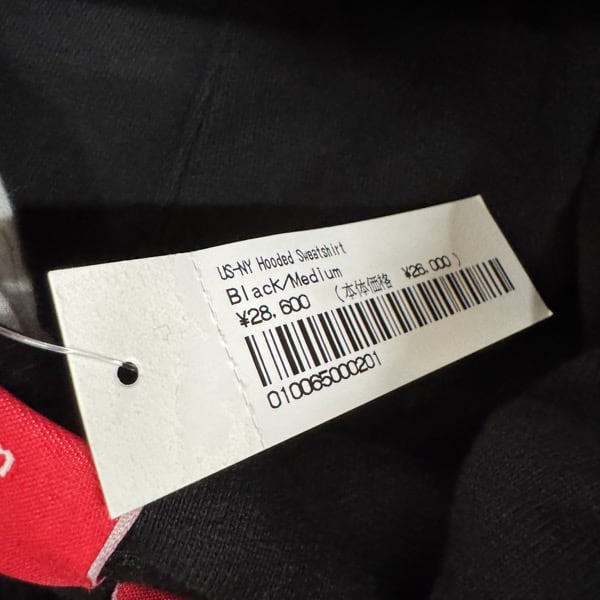 US-NY Hooded Sweatshirt
Black/Medium
¥28,600 (本体価格 ¥26,000)
010065000201